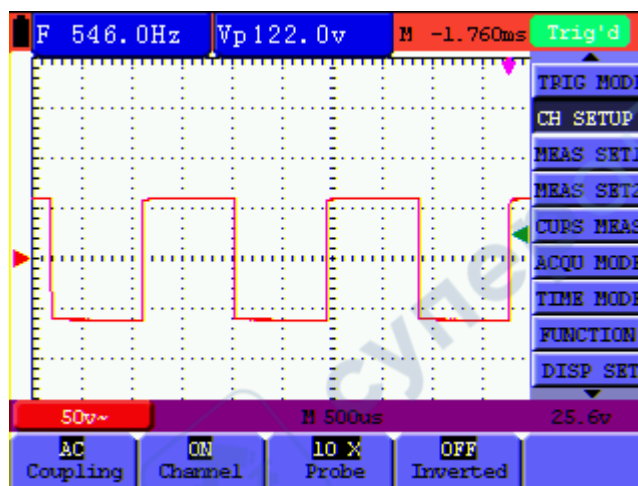 F 546.0Hz Vp122.0v M -1.760ms Trig'd
TRIG MODE
CH SETUP
MEAS SET1
MEAS SET2
CURS MEAS
ACQU MODE
TIME MODE
FUNCTION
DISP SET
50v~ M 500us 25.6v
AC ON 10 X OFF
Coupling Channel Probe Inverted